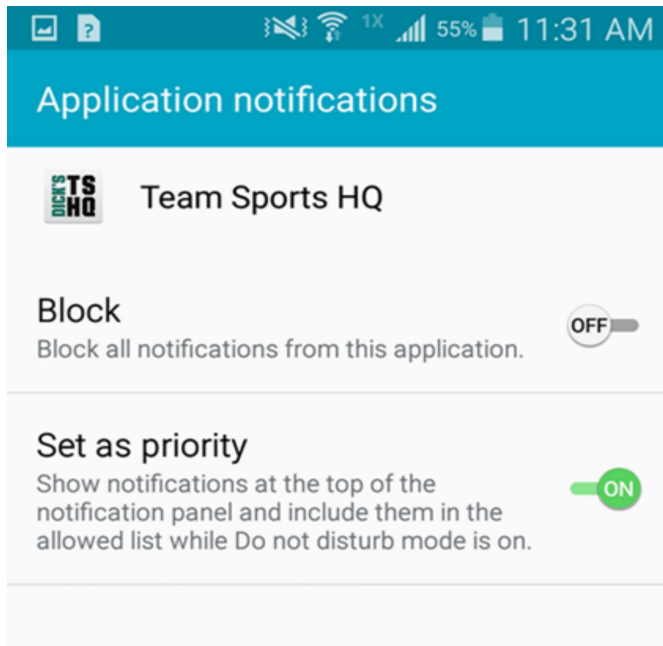 1X 55% 11:31 AM
Application notifications
DICK'S TS HQ Team Sports HQ
Block
OFF
Block all notifications from this application.
Set as priority
Show notifications at the top of the
notification panel and include them in the
ON
allowed list while Do not disturb mode is on.